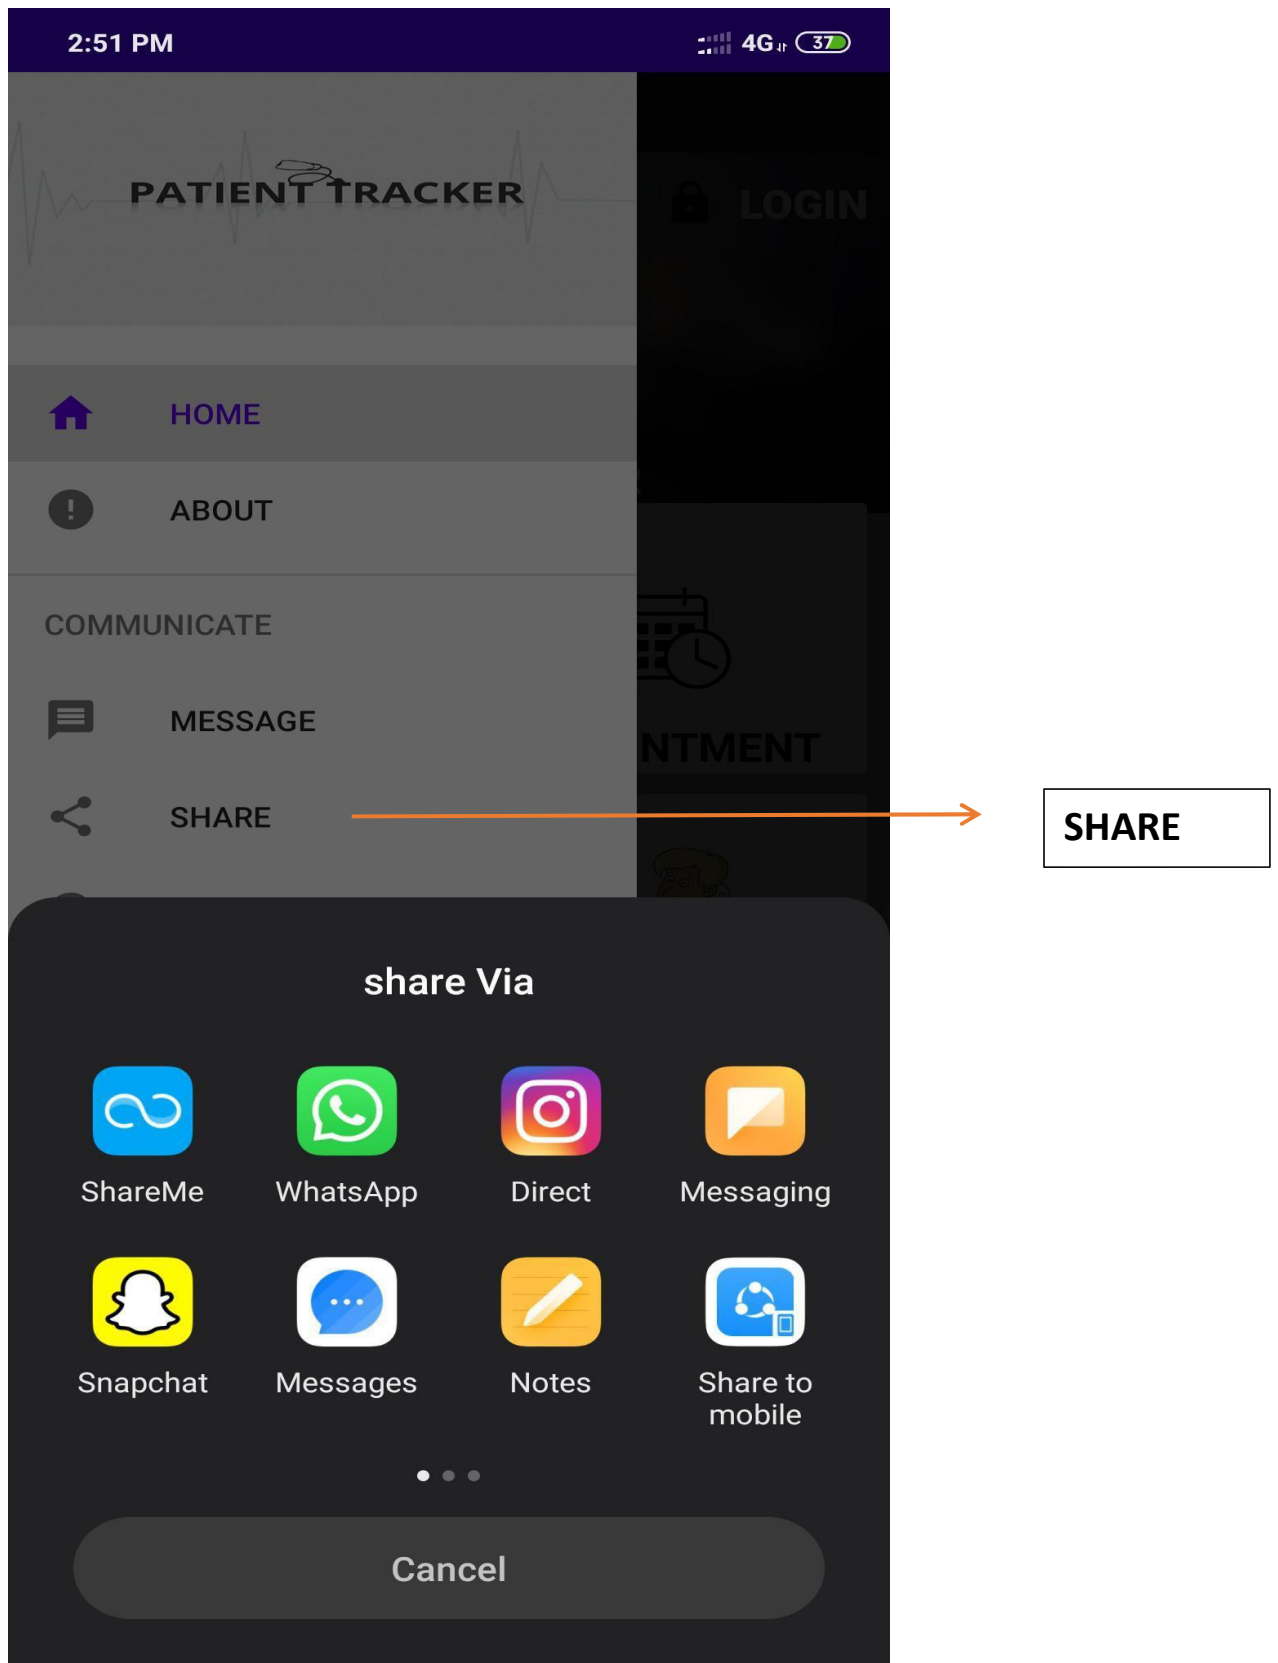 2:51 PM
4G 37
PATIENT TRACKER
LOGIN
HOME
ABOUT
COMMUNICATE
MESSAGE
NTMENT
SHARE
SHARE
share Via
ShareMe WhatsApp Direct Messaging
Snapchat Messages Notes Share to
mobile
Cancel